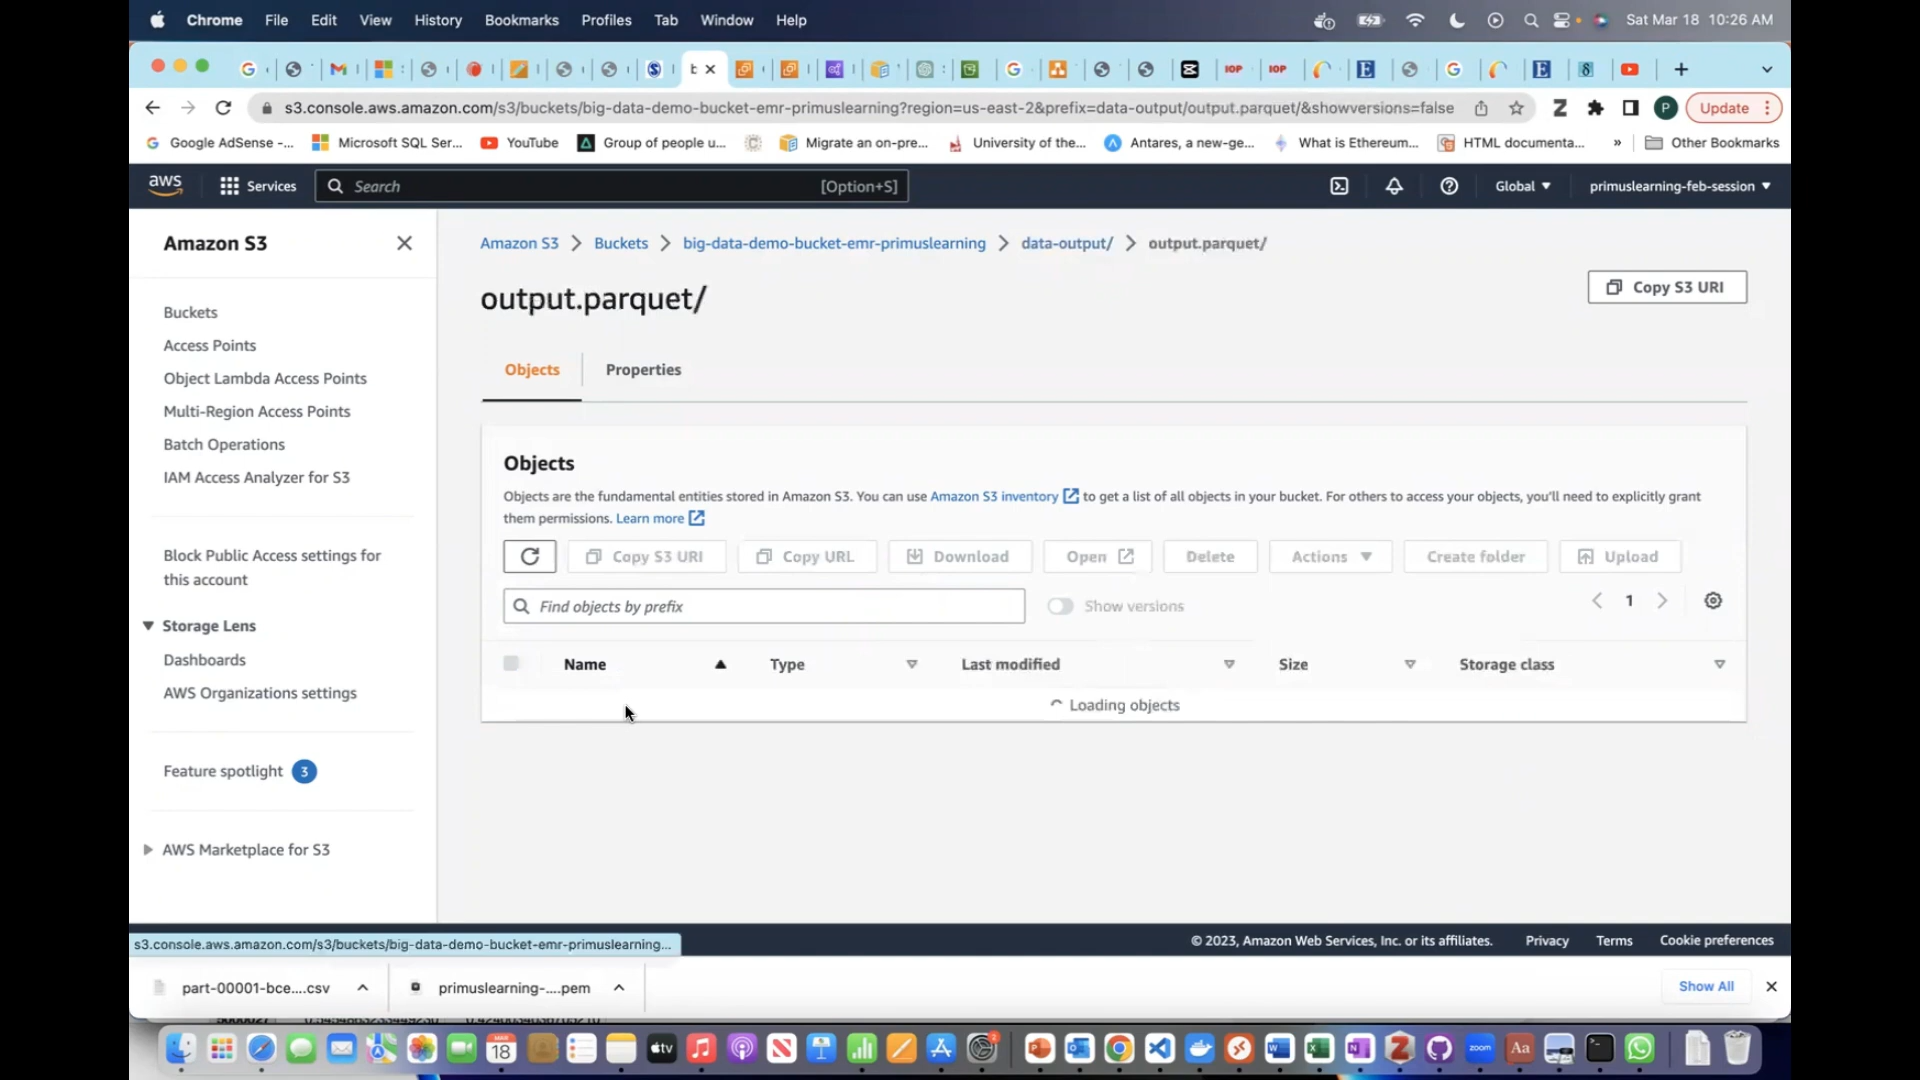 Chrome File Edit View History Bookmarks Profiles Tab Window Help Sat Mar 18 10:26 AM
s3.console.aws.amazon.com/s3/buckets/big-data-demo-bucket-emr-primuslearning?region=us-east-2&prefix=data-output/output.parquet/&showversions=false Update
Google AdSense -... Microsoft SQL Ser... YouTube Group of people u... Migrate an on-pre... University of the... Antares, a new-ge... What is Ethereum... HTML documenta... » Other Bookmarks
aws Services Search [Option+S] Global primuslearning-feb-session
Amazon S3
Buckets
Access Points
Object Lambda Access Points
Multi-Region Access Points
Batch Operations
IAM Access Analyzer for S3
Block Public Access settings for
this account
Storage Lens
Dashboards
AWS Organizations settings
Feature spotlight 3
AWS Marketplace for S3
Amazon S3 > Buckets > big-data-demo-bucket-emr-primuslearning > data-output/ > output.parquet/
output.parquet/
Copy S3 URI
Objects Properties
Objects
Objects are the fundamental entities stored in Amazon S3. You can use Amazon S3 inventory to get a list of all objects in your bucket. For others to access your objects, you'll need to explicitly grant
them permissions. Learn more
Copy S3 URI Copy URL Download Open Delete Actions Create folder Upload
Find objects by prefix Show versions 1
Name Type Last modified Size Storage class
Loading objects
s3.console.aws.amazon.com/s3/buckets/big-data-demo-bucket-emr-primuslearning...
© 2023, Amazon Web Services, Inc. or its affiliates. Privacy Terms Cookie preferences
part-00001-bce....csv primuslearning-....pem Show All